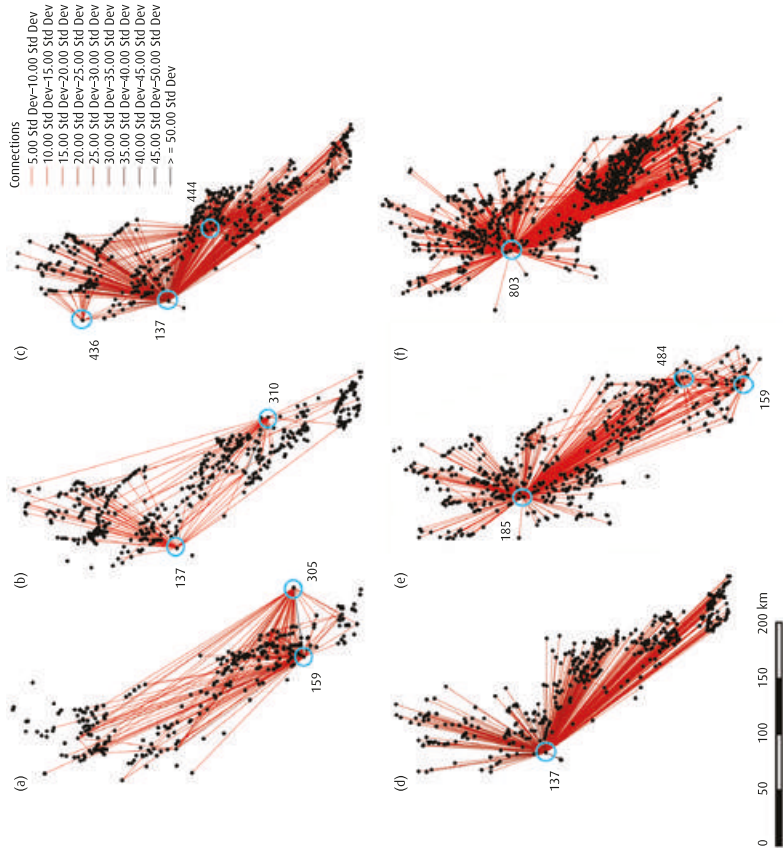 Connections
5.00 Std Dev–10.00 Std Dev
10.00 Std Dev–15.00 Std Dev
15.00 Std Dev–20.00 Std Dev
20.00 Std Dev–25.00 Std Dev
25.00 Std Dev–30.00 Std Dev
30.00 Std Dev–35.00 Std Dev
35.00 Std Dev–40.00 Std Dev
40.00 Std Dev–45.00 Std Dev
45.00 Std Dev–50.00 Std Dev
> = 50.00 Std Dev
(a)
159
305
(b)
137
310
(c)
436
137
444
(d)
137
(e)
185
484
159
(f)
803
0 50 100 150 200 km